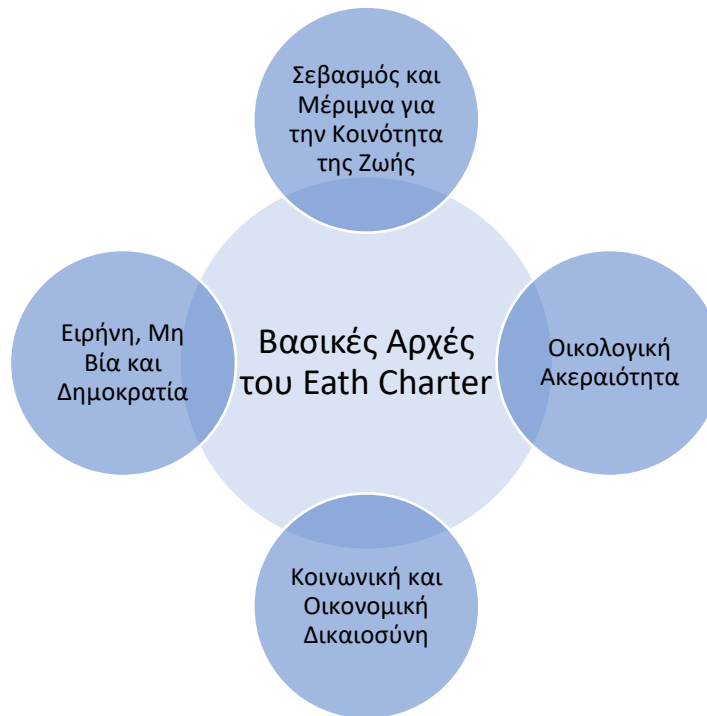 Σεβασμός και
Μέριμνα για
την Κοινότητα
της Ζωής
Ειρήνη, Μη
Βία και
Δημοκρατία
Βασικές Αρχές
του Eath Charter
Οικολογική
Ακεραιότητα
Κοινωνική και
Οικονομική
Δικαιοσύνη